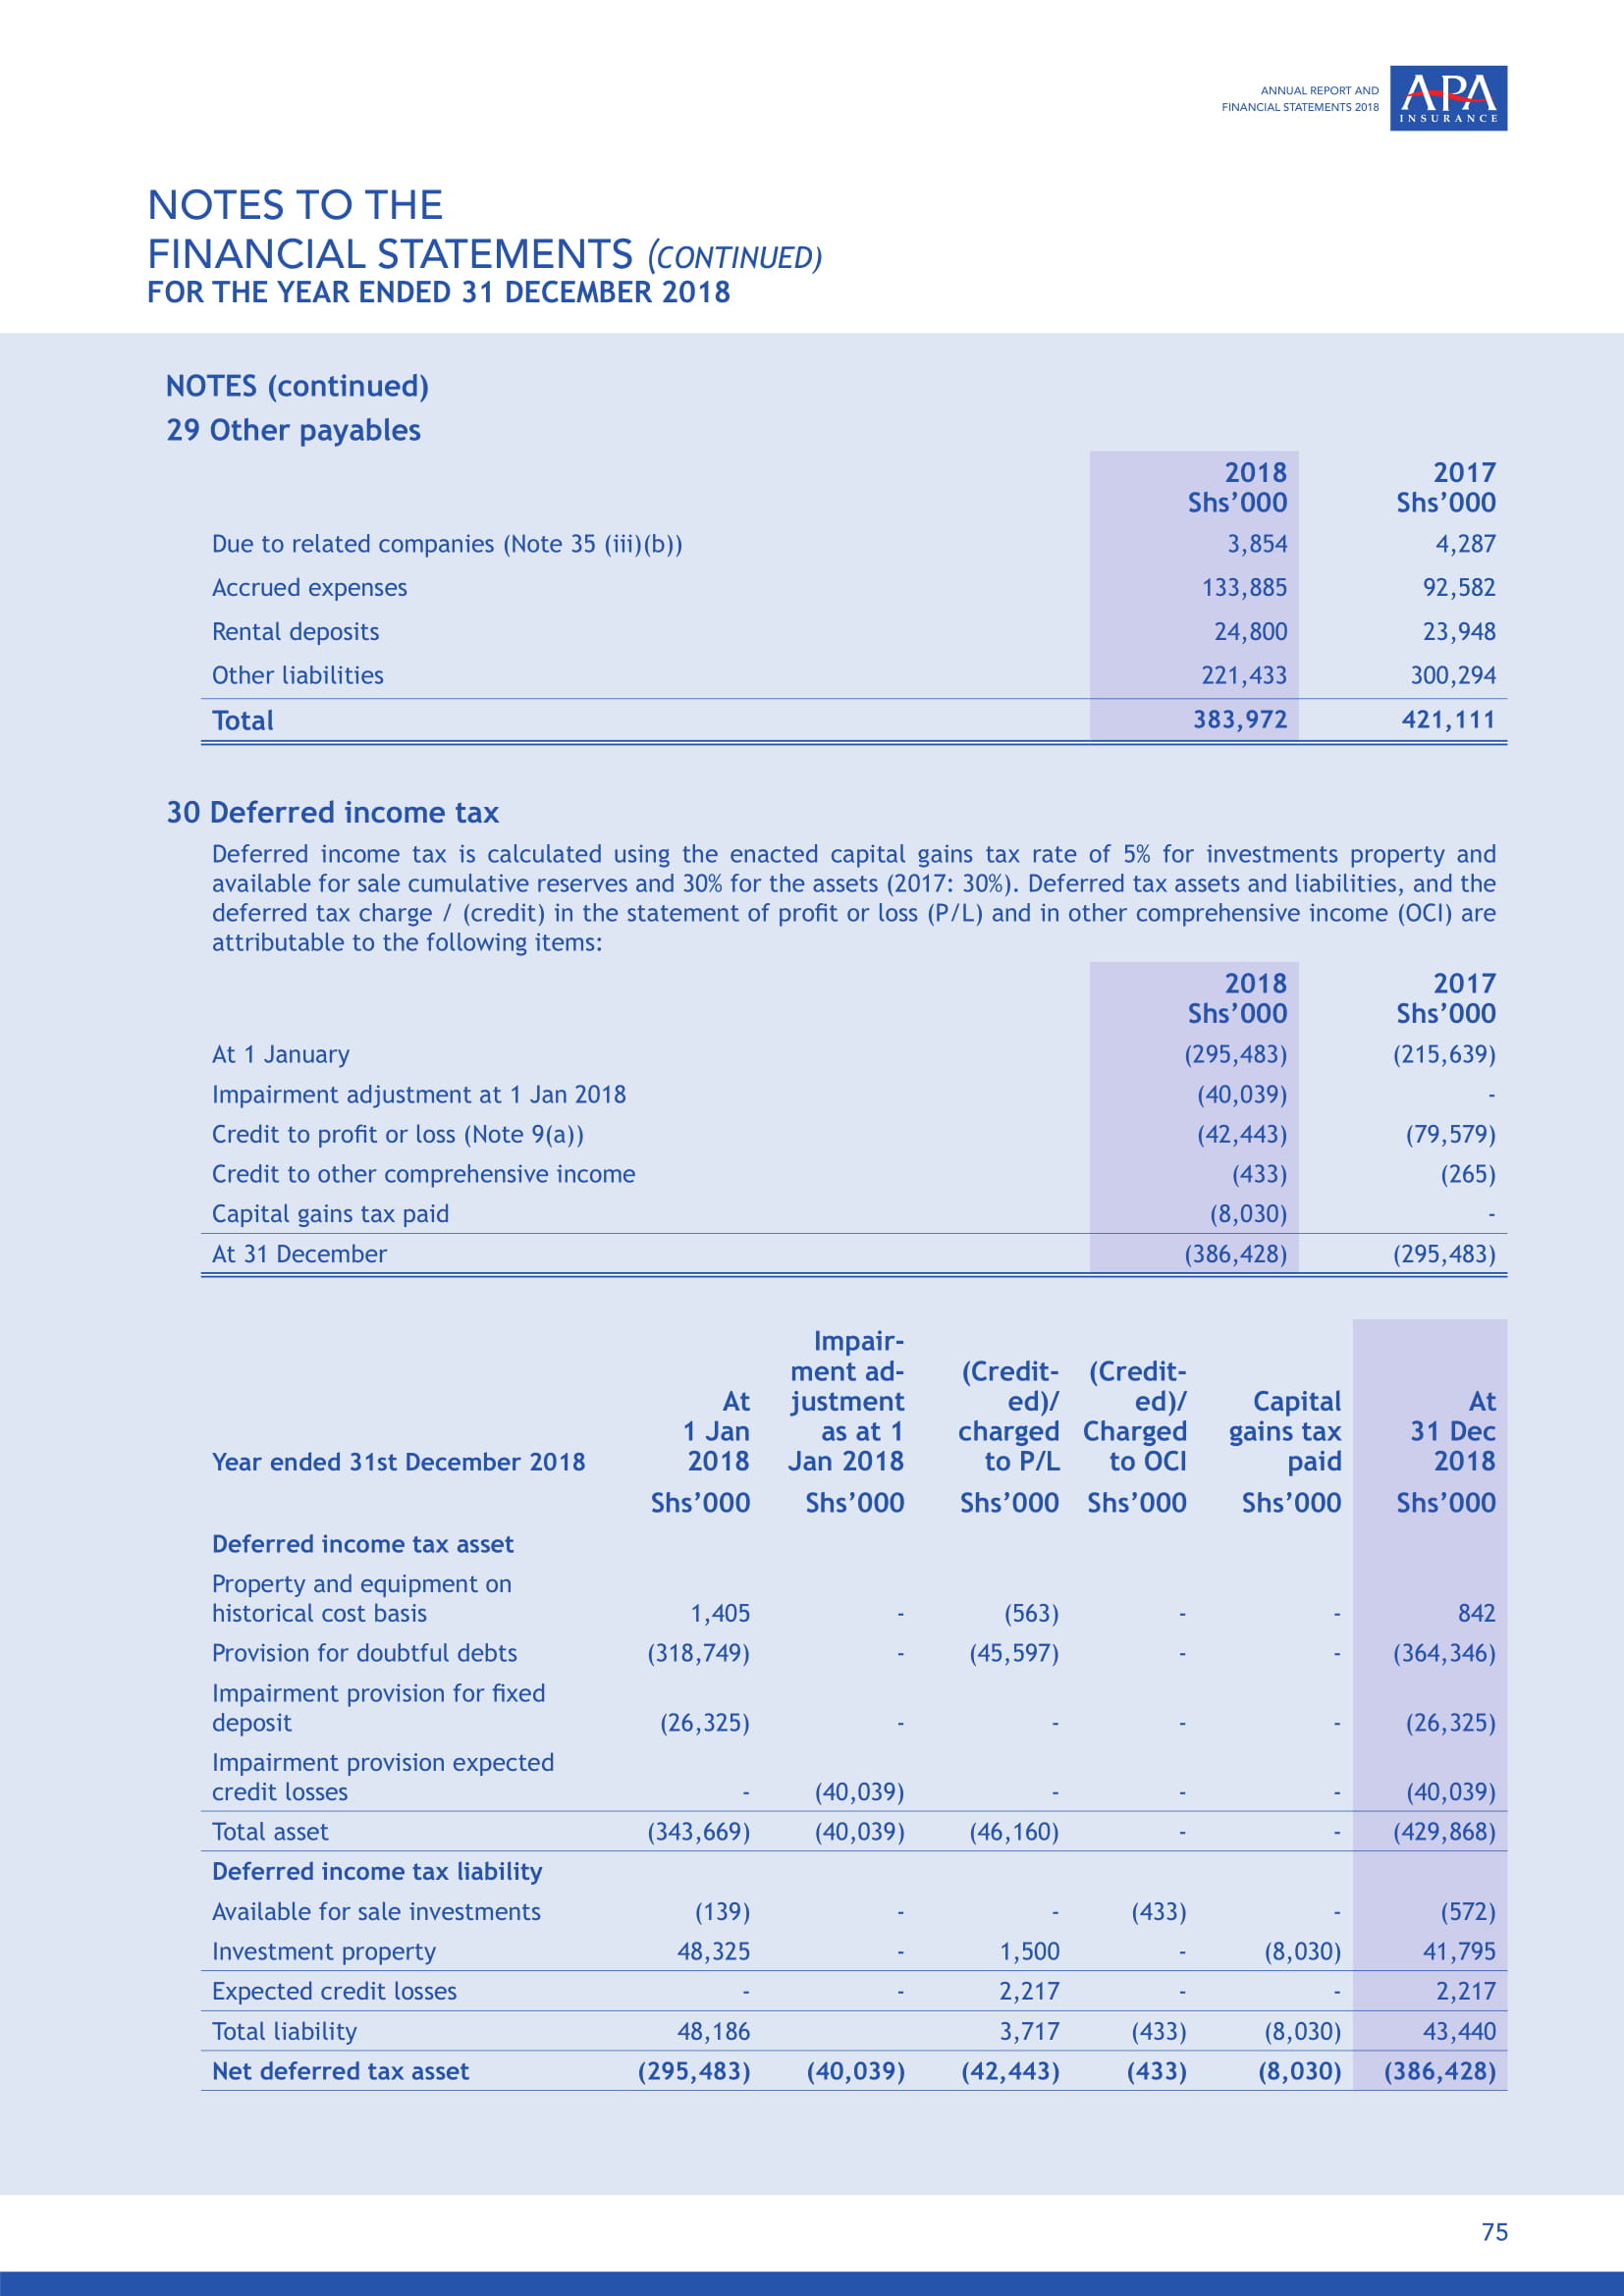 ANNUAL REPORT AND
FINANCIAL STATEMENTS 2018
APA
INSURANCE
NOTES TO THE
FINANCIAL STATEMENTS (CONTINUED)
FOR THE YEAR ENDED 31 DECEMBER 2018
NOTES (continued)
29 Other payables
2018 2017
Shs’000 Shs’000
Due to related companies (Note 35 (iii)(b)) 3,854 4,287
Accrued expenses 133,885 92,582
Rental deposits 24,800 23,948
Other liabilities 221,433 300,294
Total 383,972 421,111
30 Deferred income tax
Deferred income tax is calculated using the enacted capital gains tax rate of 5% for investments property and
available for sale cumulative reserves and 30% for the assets (2017: 30%). Deferred tax assets and liabilities, and the
deferred tax charge / (credit) in the statement of profit or loss (P/L) and in other comprehensive income (OCI) are
attributable to the following items:
2018 2017
Shs’000 Shs’000
At 1 January (295,483) (215,639)
Impairment adjustment at 1 Jan 2018 (40,039) -
Credit to profit or loss (Note 9(a)) (42,443) (79,579)
Credit to other comprehensive income (433) (265)
Capital gains tax paid (8,030) -
At 31 December (386,428) (295,483)
Impair-
ment ad- (Credit- (Credit-
At justment ed)/ ed)/ Capital At
1 Jan as at 1 charged Charged gains tax 31 Dec
Year ended 31st December 2018 2018 Jan 2018 to P/L to OCI paid 2018
Shs’000 Shs’000 Shs’000 Shs’000 Shs’000 Shs’000
Deferred income tax asset
Property and equipment on
historical cost basis 1,405 - (563) - - 842
Provision for doubtful debts (318,749) - (45,597) - - (364,346)
Impairment provision for fixed
deposit (26,325) - - - - (26,325)
Impairment provision expected
credit losses - (40,039) - - - (40,039)
Total asset (343,669) (40,039) (46,160) - - (429,868)
Deferred income tax liability
Available for sale investments (139) - - (433) - (572)
Investment property 48,325 - 1,500 - (8,030) 41,795
Expected credit losses - - 2,217 - - 2,217
Total liability 48,186 3,717 (433) (8,030) 43,440
Net deferred tax asset (295,483) (40,039) (42,443) (433) (8,030) (386,428)
75